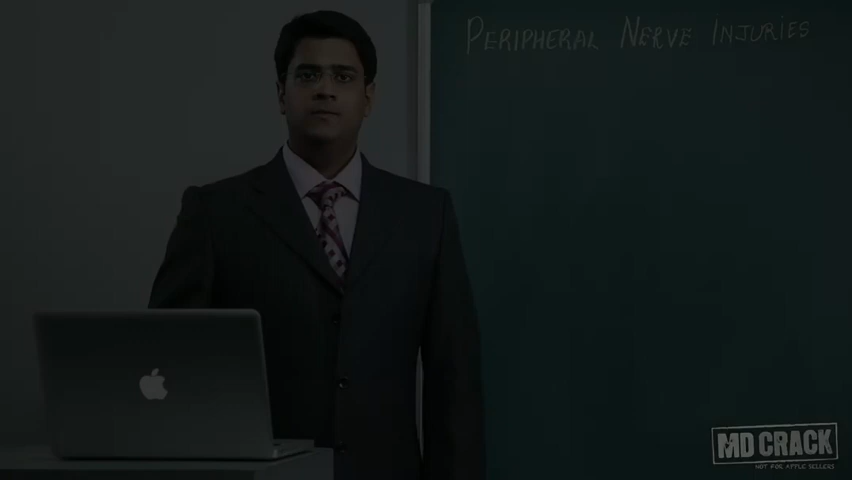 PERIPHERAL NERVE INJURIES
MD CRACK
NOT FOR APPLE SELLERS